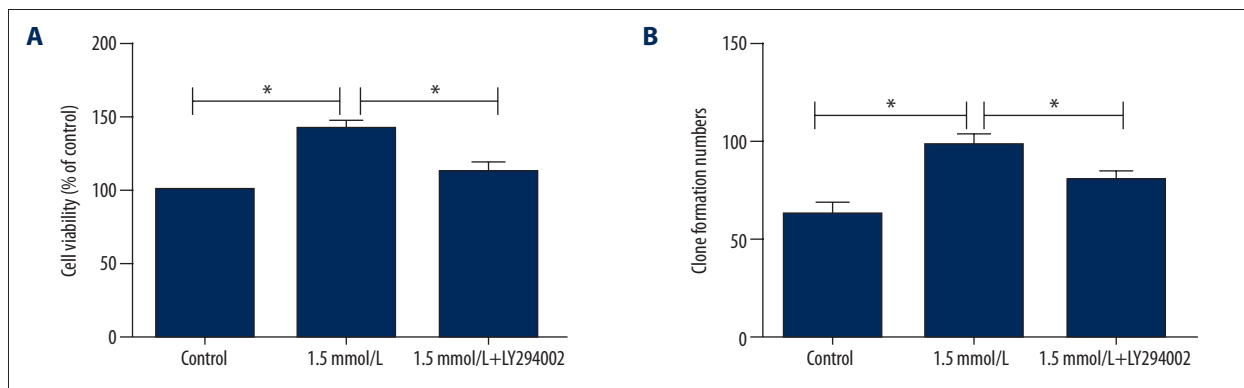 A
Cell viability (% of control)
200
150
100
50
0
*
*
Control
1.5 mmol/L
1.5 mmol/L+LY294002
B
Clone formation numbers
150
100
50
0
*
*
Control
1.5 mmol/L
1.5 mmol/L+LY294002